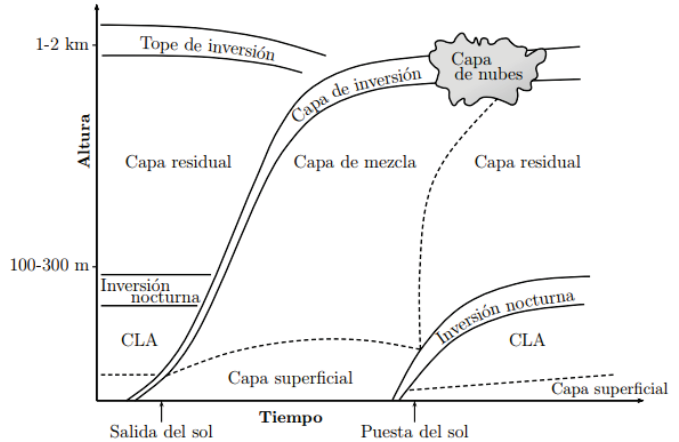 1-2 km
Tope de inversión
Capa
de nubes
Capa de inversión
Altura
Capa residual
Capa de mezcla
Capa residual
100-300 m
Inversión
nocturna
Inversión nocturna
CLA
CLA
Capa superficial
Capa superficial
Tiempo
Salida del sol
Puesta del sol